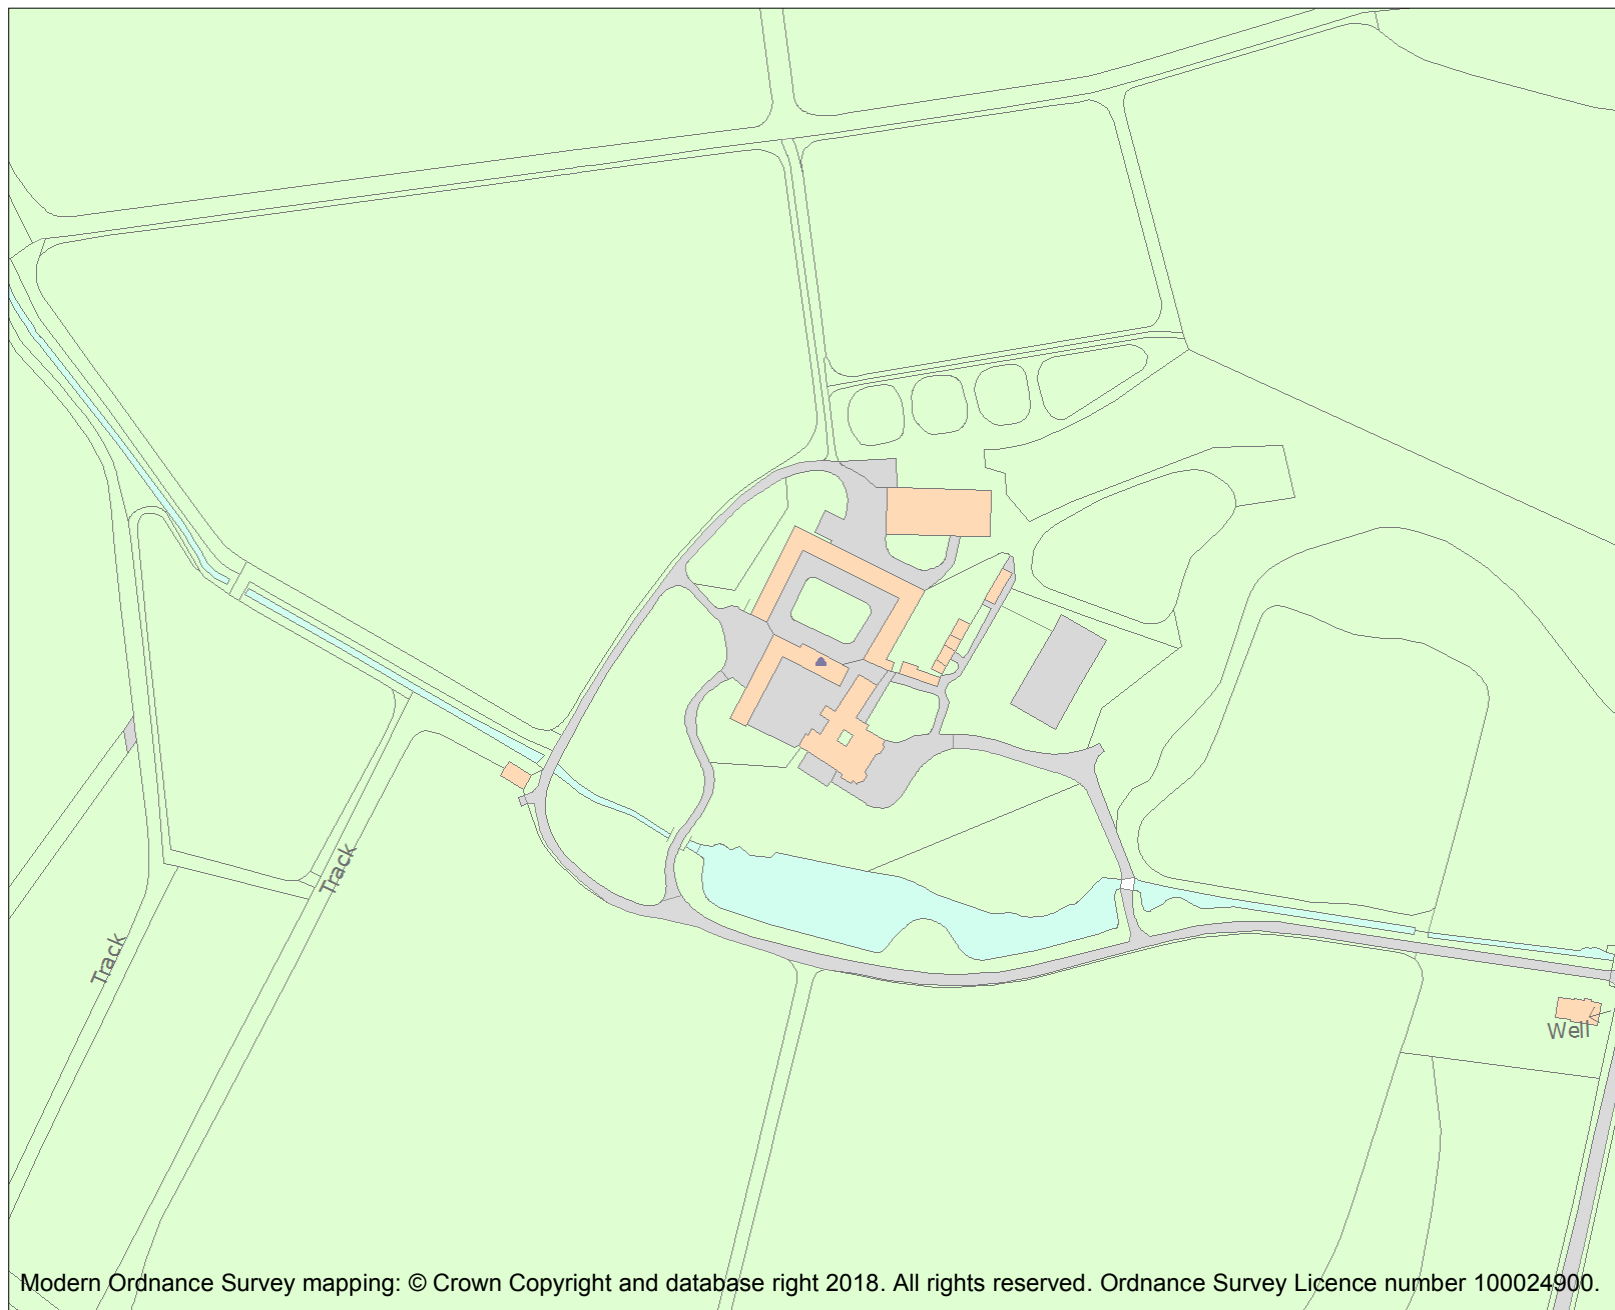 Track
Track
Well
Modern Ordnance Survey mapping: © Crown Copyright and database right 2018. All rights reserved. Ordnance Survey Licence number 100024900.